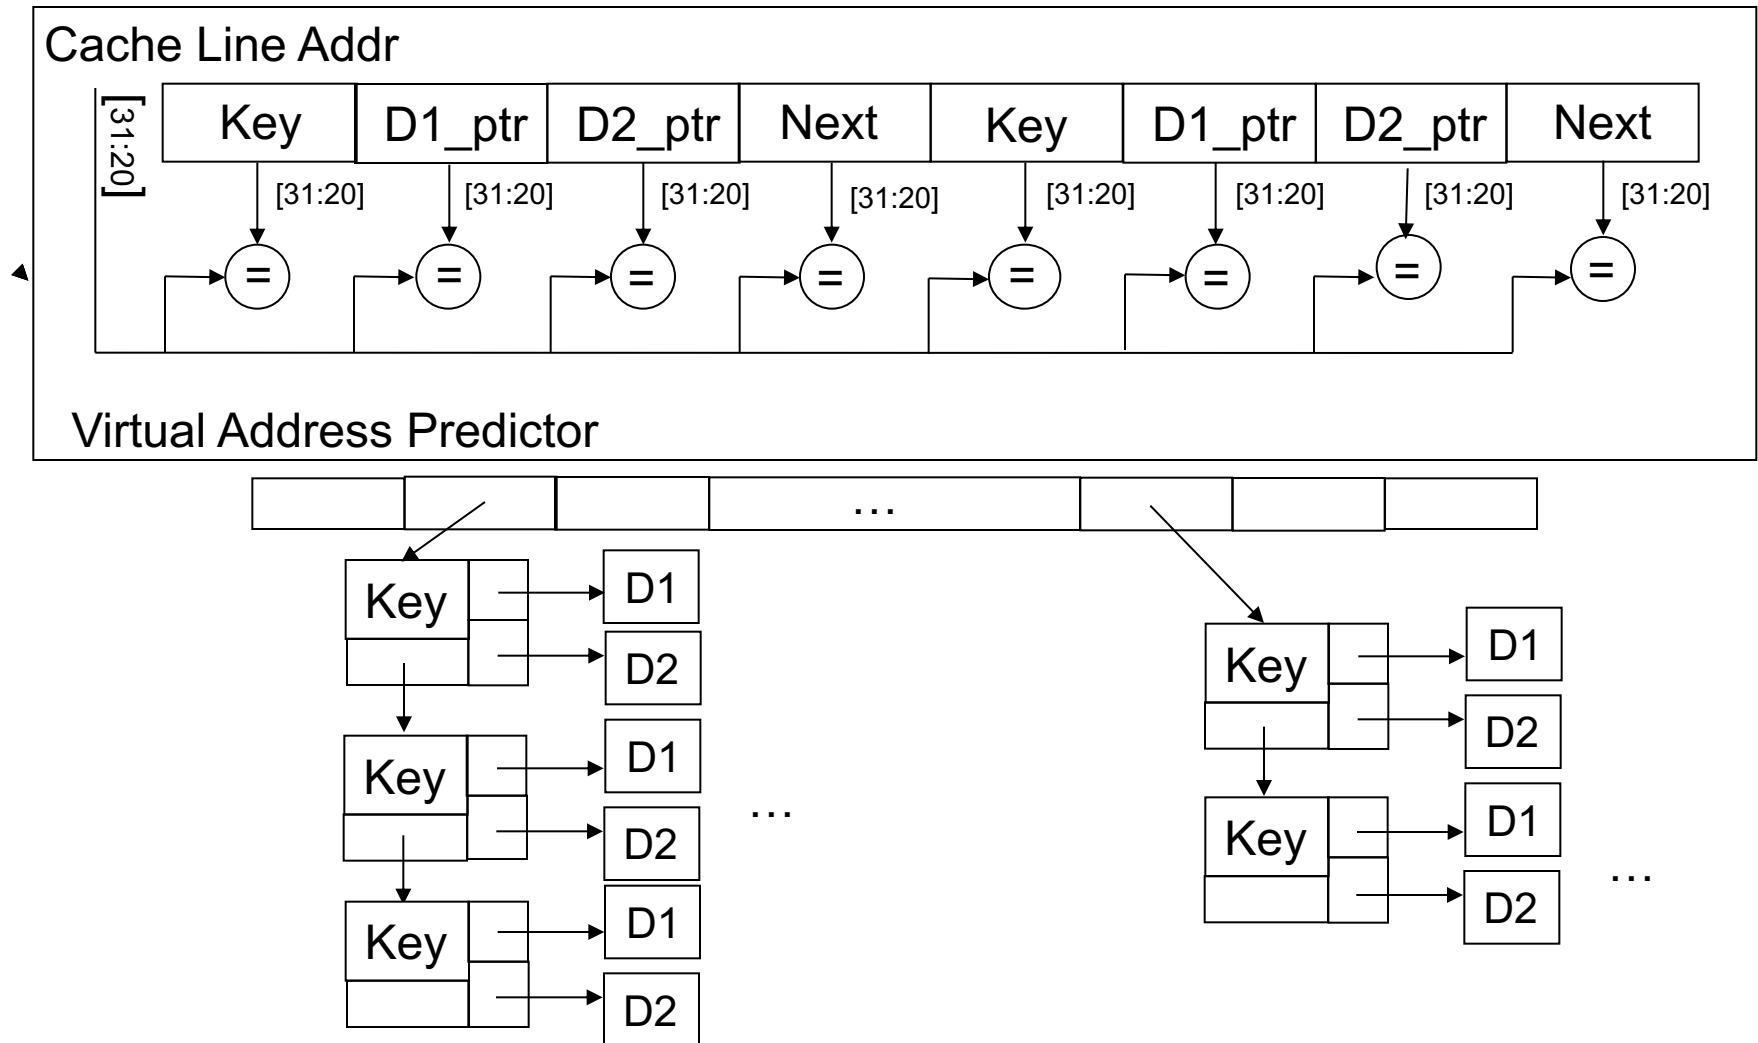 Cache Line Addr
[31:20]
Key D1_ptr D2_ptr Next Key D1_ptr D2_ptr Next
[31:20] [31:20] [31:20] [31:20] [31:20] [31:20] [31:20] [31:20]
= = = = = = = =
Virtual Address Predictor
...
Key D1
D2
Key D1
D2
...
Key D1
D2
Key D1
D2
Key D1
D2
...